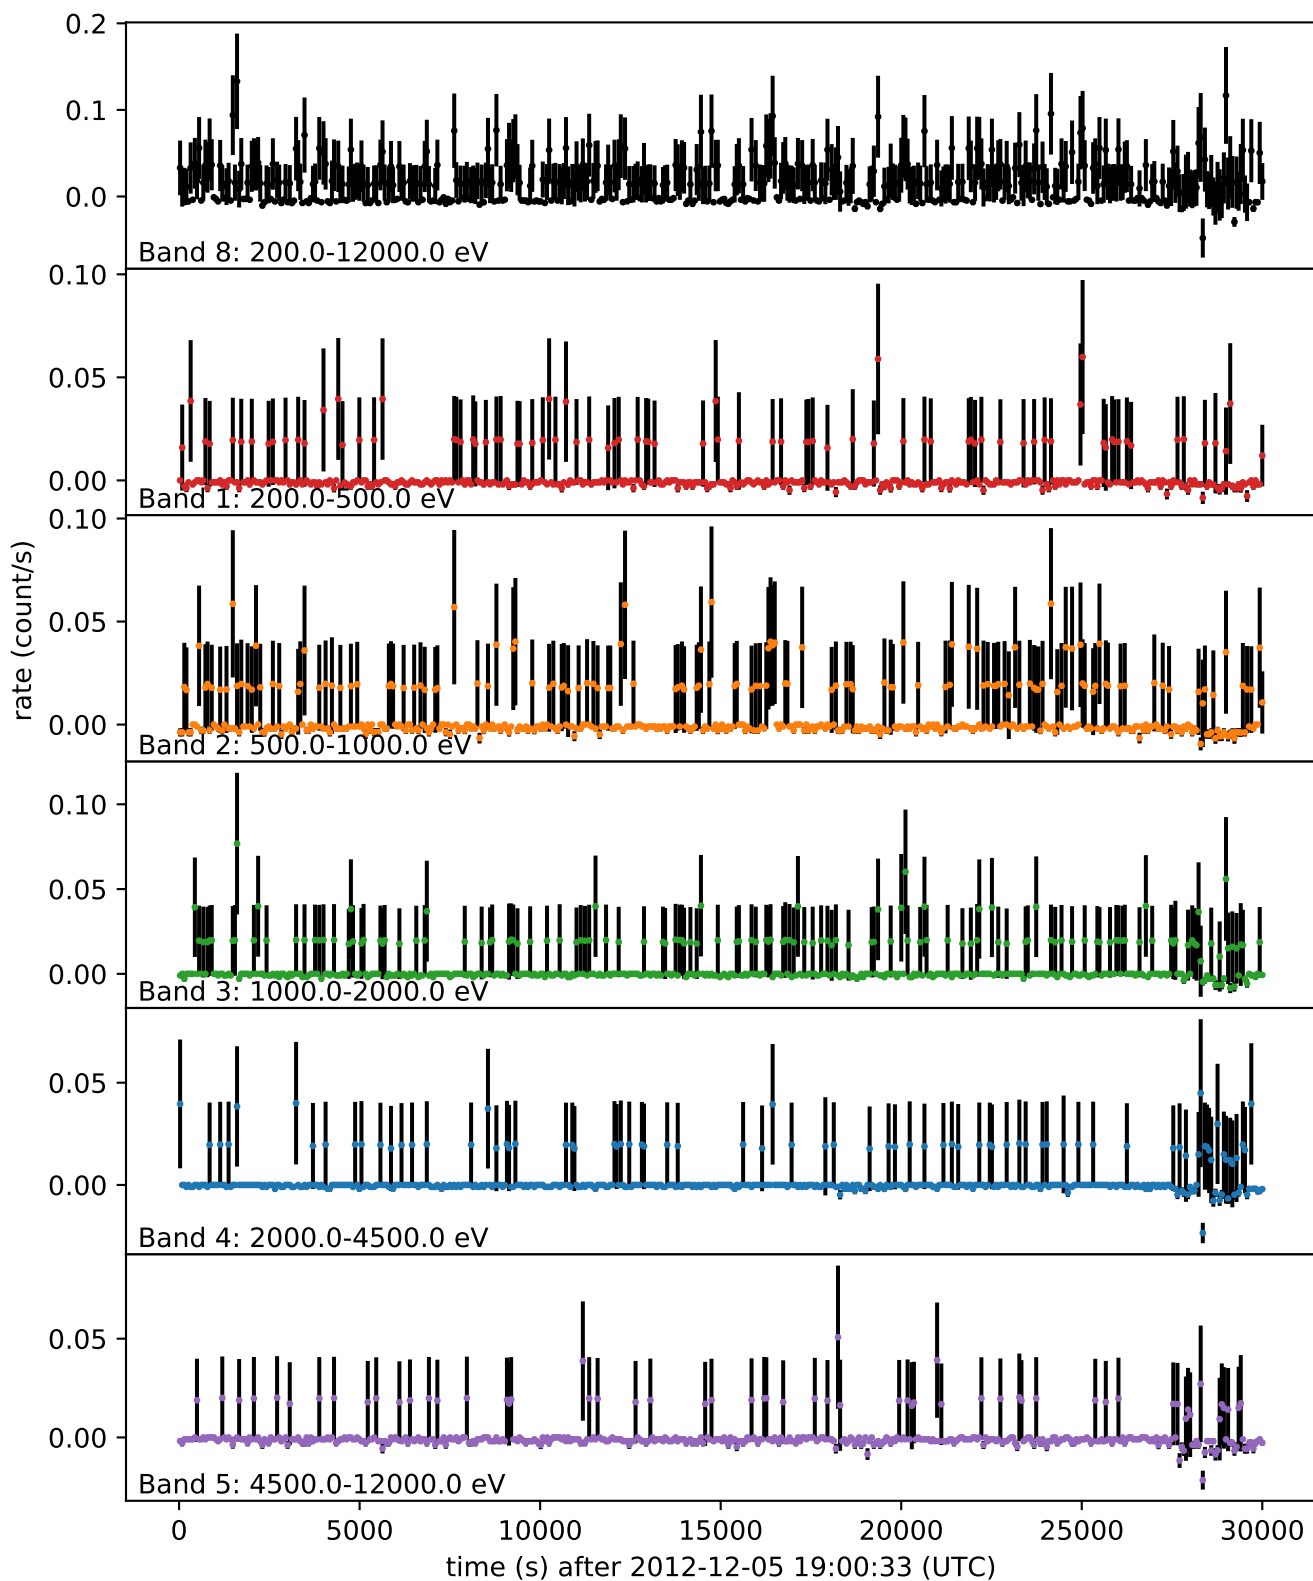 0.2
0.1
0.0
Band 8: 200.0-12000.0 eV
0.10
0.05
0.00
Band 1: 200.0-500.0 eV
0.10
0.05
0.00
Band 2: 500.0-1000.0 eV
rate (count/s)
0.10
0.05
0.00
Band 3: 1000.0-2000.0 eV
0.05
0.00
Band 4: 2000.0-4500.0 eV
0.05
0.00
Band 5: 4500.0-12000.0 eV
0 5000 10000 15000 20000 25000 30000
time (s) after 2012-12-05 19:00:33 (UTC)